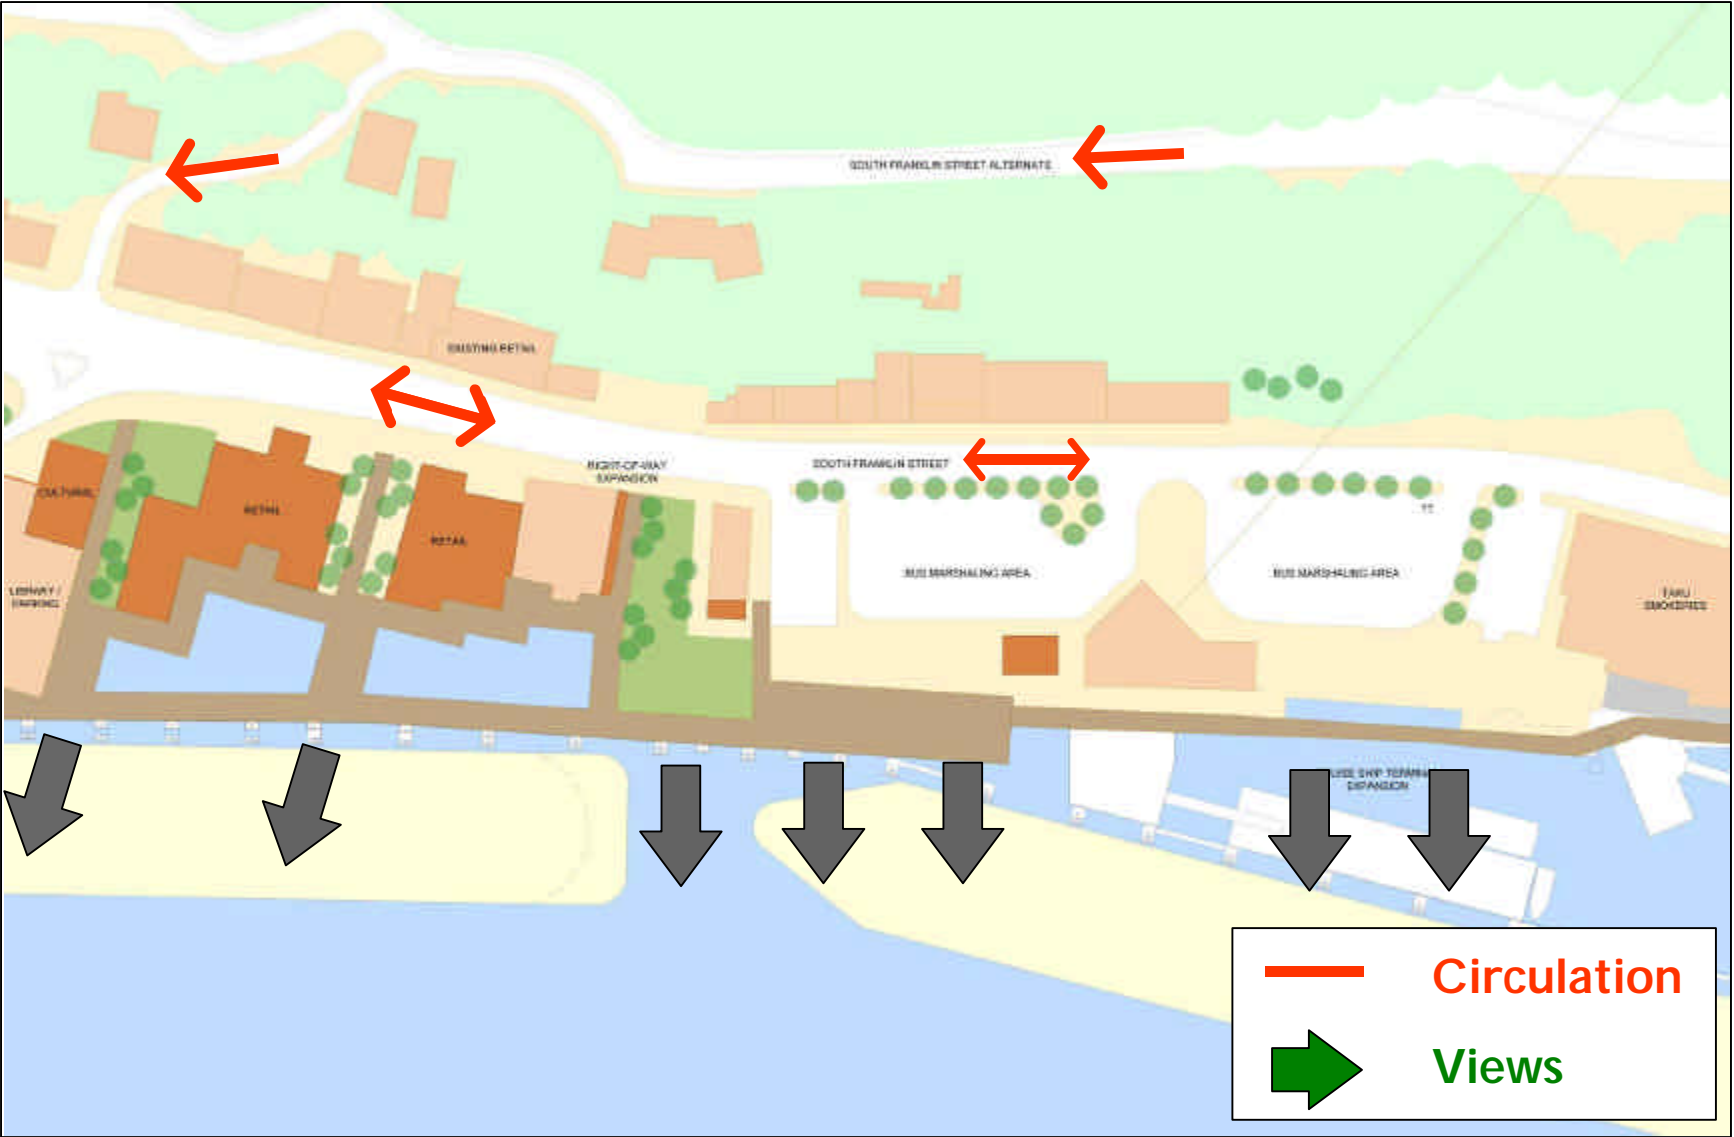 SOUTH FRANKLIN STREET ALTERNATE
EXISTING RETAIL
RIGHT-OF-WAY
EXPANSION
SOUTH FRANKLIN STREET
CULTURAL
RETAIL
RETAIL
BUS MARSHALING AREA
BUS MARSHALING AREA
LIBRARY /
PARKING
TAKU
SMOKERIES
SHIP
EXPANSION
Circulation
Views